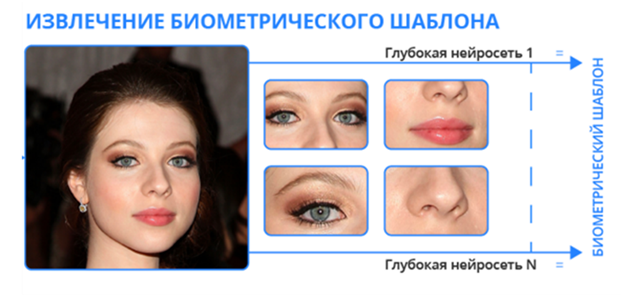 ИЗВЛЕЧЕНИЕ БИОМЕТРИЧЕСКОГО ШАБЛОНА
Глубокая нейросеть 1 =
БИОМЕТРИЧЕСКИЙ ШАБЛОН
Глубокая нейросеть N =